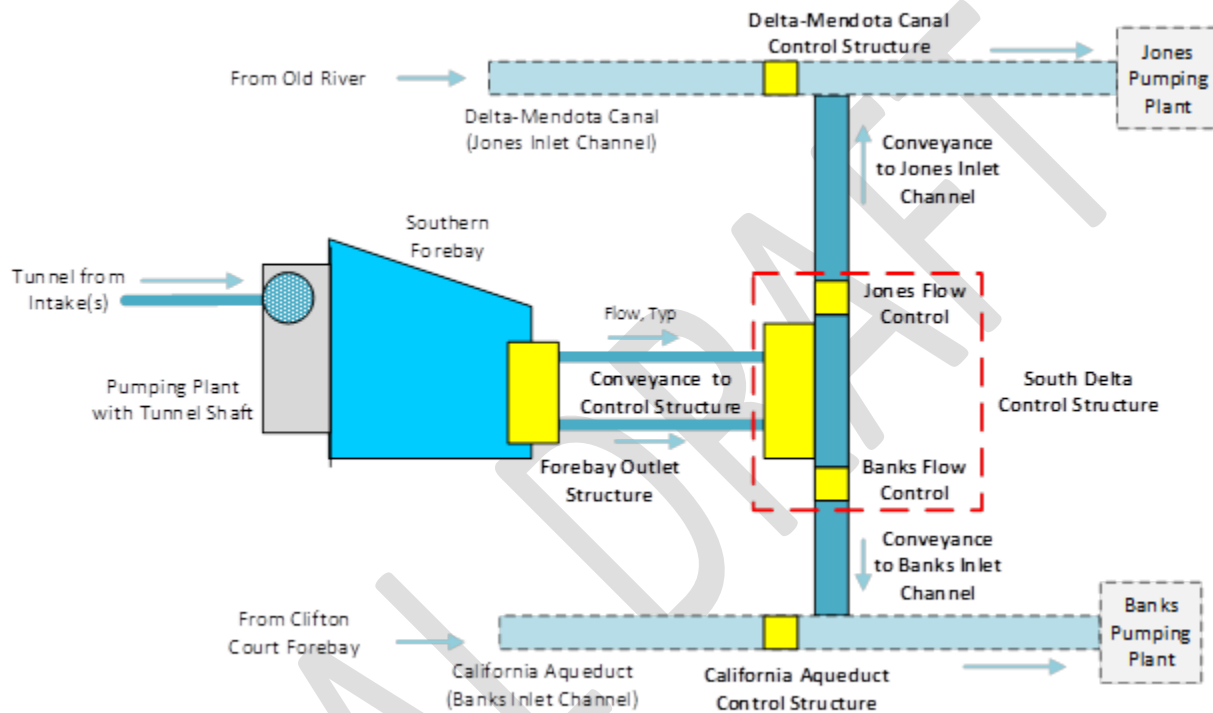 Delta-Mendota Canal
Control Structure
Jones
Pumping
Plant
From Old River
Delta-Mendota Canal
(Jones Inlet Channel)
Conveyance
to Jones Inlet
Channel
Southern
Forebay
Tunnel from
Intake(s)
Jones Flow
Control
Flow, Typ
Pumping Plant
with Tunnel Shaft
Conveyance to
Control Structure
South Delta
Control Structure
Forebay Outlet
Structure
Banks Flow
Control
Conveyance
to Banks Inlet
Channel
From Clifton
Court Forebay
Banks
Pumping
Plant
California Aqueduct
(Banks Inlet Channel)
California Aqueduct
Control Structure
AL DRAFT